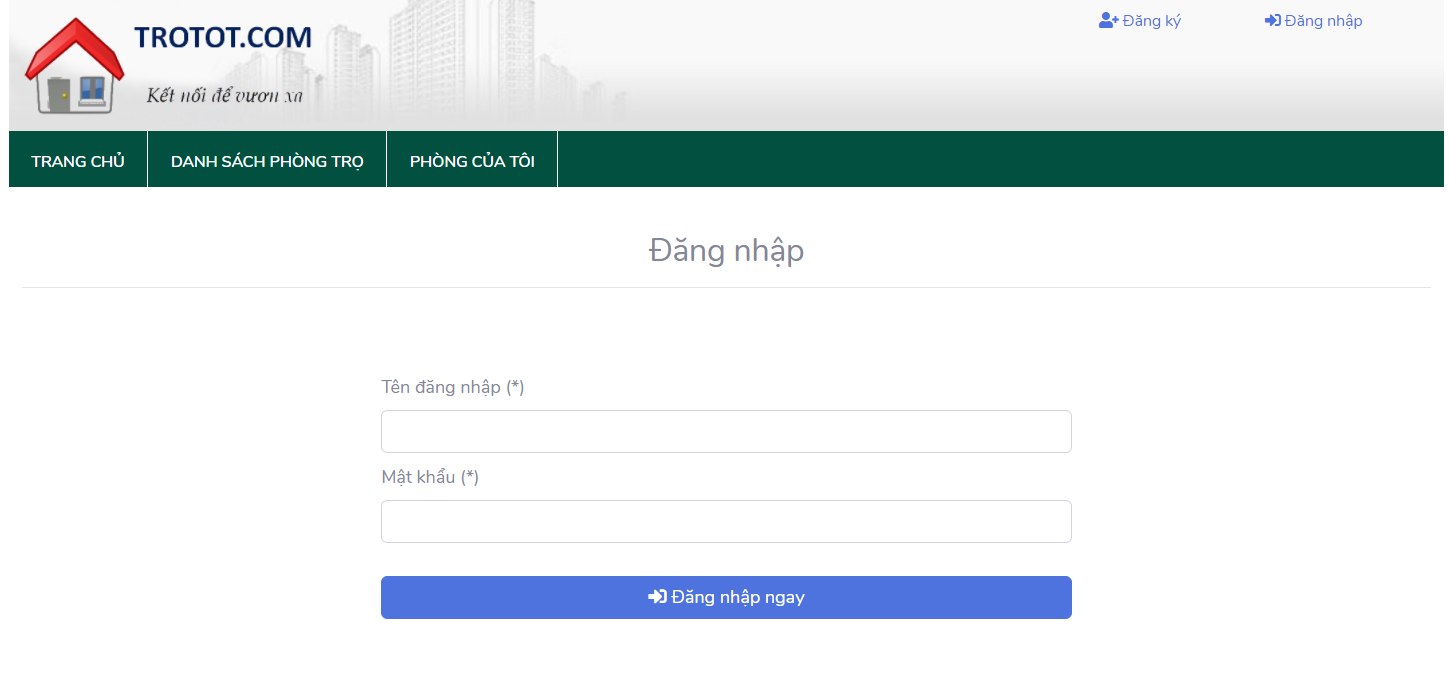 TROTOT.COM
Kết nối để vươn xa
Đăng ký
Đăng nhập
TRANG CHỦ
DANH SÁCH PHÒNG TRỌ
PHÒNG CỦA TÔI
Đăng nhập
Tên đăng nhập (*)
Mật khẩu (*)
Đăng nhập ngay